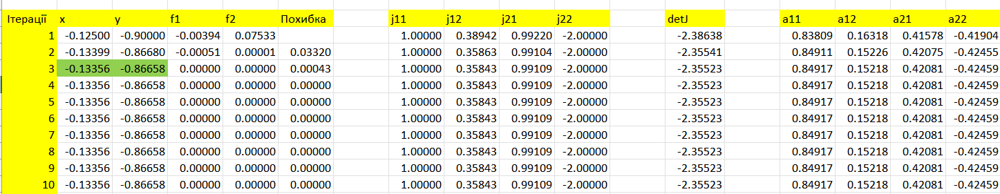 Ітерації x y f1 f2 Похибка j11 j12 j21 j22 detJ a11 a12 a21 a22
1 -0.12500 -0.90000 -0.00394 0.07533 1.00000 0.38942 0.99220 -2.00000 -2.38638 0.83809 0.16318 0.41578 -0.41904
2 -0.13399 -0.86680 -0.00051 0.00001 0.03320 1.00000 0.35863 0.99104 -2.00000 -2.35541 0.84911 0.15226 0.42075 -0.42455
3 -0.13356 -0.86658 0.00000 0.00000 0.00043 1.00000 0.35843 0.99109 -2.00000 -2.35523 0.84917 0.15218 0.42081 -0.42459
4 -0.13356 -0.86658 0.00000 0.00000 0.00000 1.00000 0.35843 0.99109 -2.00000 -2.35523 0.84917 0.15218 0.42081 -0.42459
5 -0.13356 -0.86658 0.00000 0.00000 0.00000 1.00000 0.35843 0.99109 -2.00000 -2.35523 0.84917 0.15218 0.42081 -0.42459
6 -0.13356 -0.86658 0.00000 0.00000 0.00000 1.00000 0.35843 0.99109 -2.00000 -2.35523 0.84917 0.15218 0.42081 -0.42459
7 -0.13356 -0.86658 0.00000 0.00000 0.00000 1.00000 0.35843 0.99109 -2.00000 -2.35523 0.84917 0.15218 0.42081 -0.42459
8 -0.13356 -0.86658 0.00000 0.00000 0.00000 1.00000 0.35843 0.99109 -2.00000 -2.35523 0.84917 0.15218 0.42081 -0.42459
9 -0.13356 -0.86658 0.00000 0.00000 0.00000 1.00000 0.35843 0.99109 -2.00000 -2.35523 0.84917 0.15218 0.42081 -0.42459
10 -0.13356 -0.86658 0.00000 0.00000 0.00000 1.00000 0.35843 0.99109 -2.00000 -2.35523 0.84917 0.15218 0.42081 -0.42459